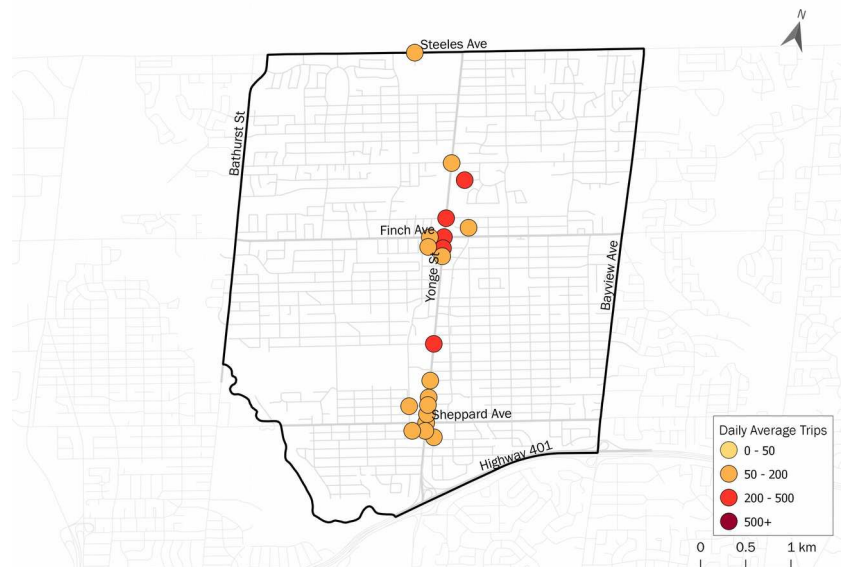 N
Steeles Ave
Bathurst St
Finch Ave
Yonge St
Bayview Ave
Sheppard Ave
Highway 401
Daily Average Trips
0 - 50
50 - 200
200 - 500
500+
0 0.5 1 km